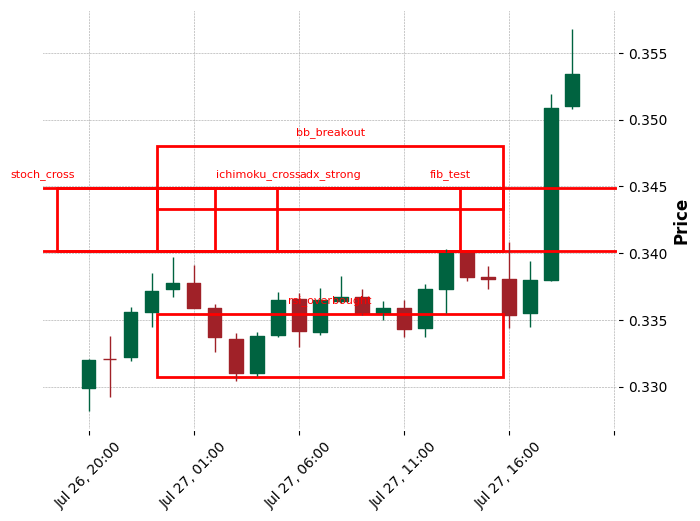 0.355
0.350
bb_breakout
stoch_cross
ichimoku_cross
adx_strong
fib_test
0.345
0.340
rsi_overbought
0.335
0.330
Price
Jul 26, 20:00
Jul 27, 01:00
Jul 27, 06:00
Jul 27, 11:00
Jul 27, 16:00